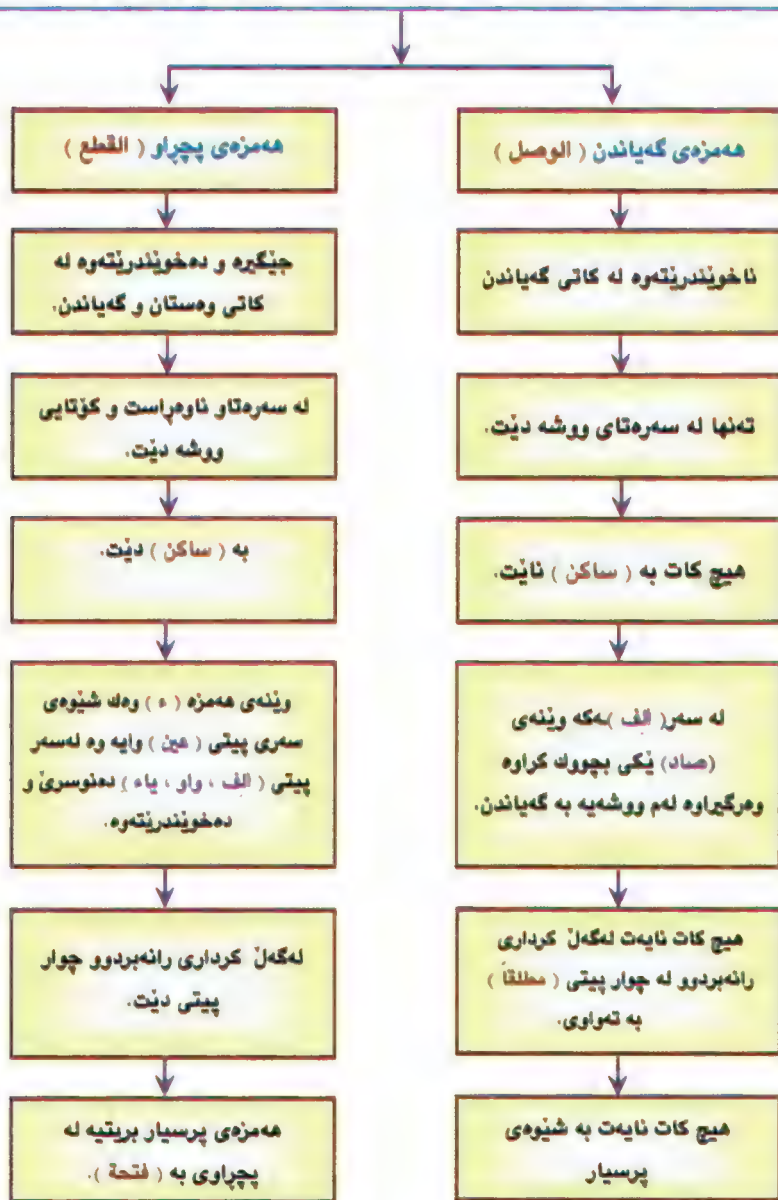 هەمزەی گەیاندن ( الوصل )
ناخوێندرێتەوە لە کاتی گەیاندن
تەنها لە سەرەتای ووشە دێت.
هیچ کات بە ( ساکن ) نایێت.
لە سەر( الف )ەکە وێنەی
(صاد) ێکی بچووك کراوە
وەرگیراوە لەم ووشەیە بە گەیاندن.
هیچ کات نایەت لەگەڵ کرداری
رانەبردوو لە چوار پیتی ( مطلقاً )
بە تەواوی.
هیچ کات نایەت بە شێوەی
پرسیار
هەمزەی پچڕاو ( القطع )
جێگیرە و دەخوێندرێتەوە لە
کاتی وەستان و گەیاندن.
لە سەرەتاو ناوەڕاست و کۆتایی
ووشە دێت.
بە ( ساکن ) دێت.
وێنەی هەمزە ( ء ) وەك شێوەی
سەری پیتی ( عین ) وایە وە لەسەر
پیتی ( الف ، واو ، یاء ) دەنوسرێ و
دەخوێندرێتەوە.
لەگەڵ کرداری رانەبردوو چوار
پیتی دێت.
هەمزەی پرسیار بریتیە لە
پچڕاوی بە ( فتحة ).